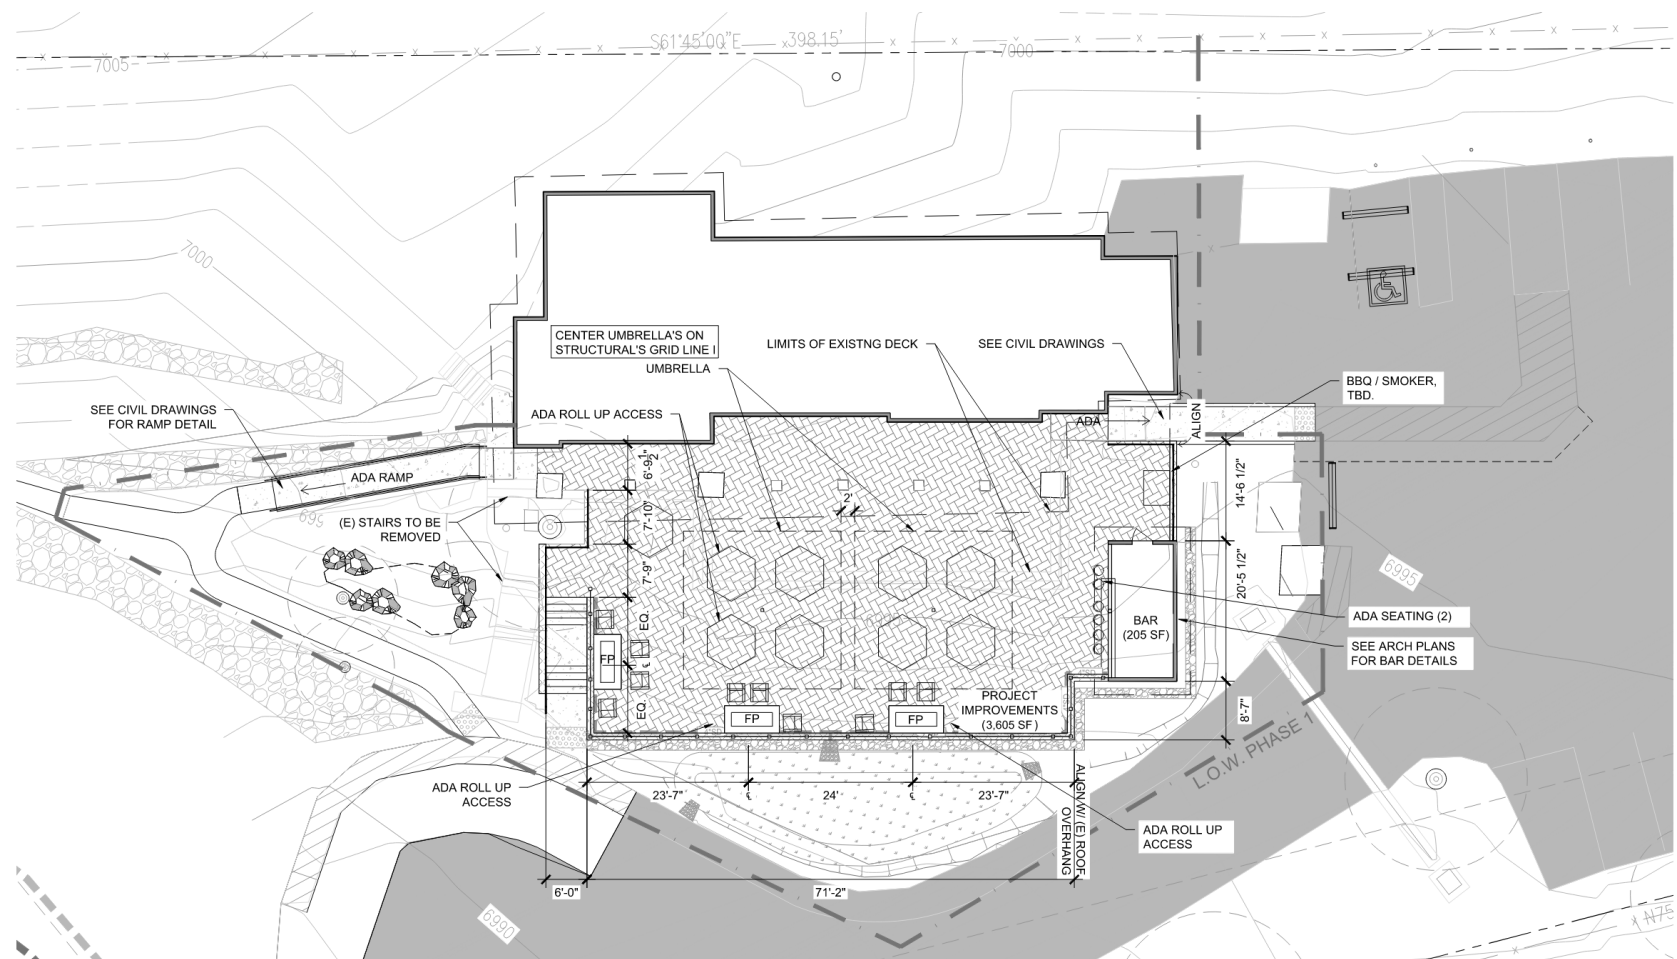 S61°45'00"E 398.15'
7005
7000
7000
CENTER UMBRELLA'S ON
STRUCTURAL'S GRID LINE I
UMBRELLA
LIMITS OF EXISTNG DECK
SEE CIVIL DRAWINGS
BBQ / SMOKER,
TBD.
SEE CIVIL DRAWINGS
FOR RAMP DETAIL
ADA ROLL UP ACCESS
ADA
ALIGN
ADA RAMP
6'-9 1/2"
14'-6 1/2"
2'
(E) STAIRS TO BE
REMOVED
7'-10"
7'-9"
20'-5 1/2"
6995
EQ.
BAR
(205 SF)
ADA SEATING (2)
SEE ARCH PLANS
FOR BAR DETAILS
FP
EQ.
PROJECT
IMPROVEMENTS
(3,605 SF)
FP
FP
8'-7"
L.O.W. PHASE 1
ADA ROLL UP
ACCESS
23'-7"
24'
23'-7"
ALIGN W/ (E) ROOF
OVERHANG
ADA ROLL UP
ACCESS
6'-0"
71'-2"
6990
N75